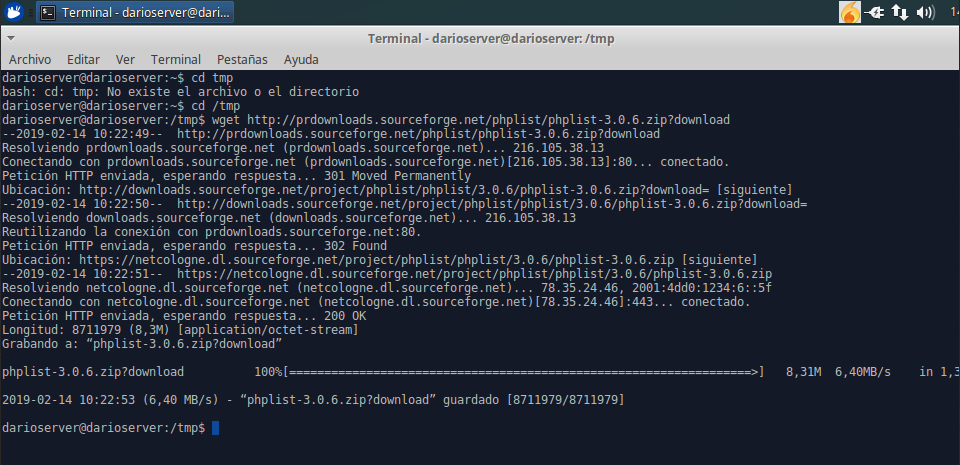 Terminal - darioserver@dari...
14
Terminal - darioserver@darioserver: /tmp
Archivo Editar Ver Terminal Pestañas Ayuda
darioserver@darioserver:~$ cd tmp
bash: cd: tmp: No existe el archivo o el directorio
darioserver@darioserver:~$ cd /tmp
darioserver@darioserver:/tmp$ wget http://prdownloads.sourceforge.net/phplist/phplist-3.0.6.zip?download
--2019-02-14 10:22:49--  http://prdownloads.sourceforge.net/phplist/phplist-3.0.6.zip?download
Resolviendo prdownloads.sourceforge.net (prdownloads.sourceforge.net)... 216.105.38.13
Conectando con prdownloads.sourceforge.net (prdownloads.sourceforge.net)[216.105.38.13]:80... conectado.
Petición HTTP enviada, esperando respuesta... 301 Moved Permanently
Ubicación: http://downloads.sourceforge.net/project/phplist/phplist/3.0.6/phplist-3.0.6.zip?download= [siguiente]
--2019-02-14 10:22:50--  http://downloads.sourceforge.net/project/phplist/phplist/3.0.6/phplist-3.0.6.zip?download=
Resolviendo downloads.sourceforge.net (downloads.sourceforge.net)... 216.105.38.13
Reutilizando la conexión con prdownloads.sourceforge.net:80.
Petición HTTP enviada, esperando respuesta... 302 Found
Ubicación: https://netcologne.dl.sourceforge.net/project/phplist/phplist/3.0.6/phplist-3.0.6.zip [siguiente]
--2019-02-14 10:22:51--  https://netcologne.dl.sourceforge.net/project/phplist/phplist/3.0.6/phplist-3.0.6.zip
Resolviendo netcologne.dl.sourceforge.net (netcologne.dl.sourceforge.net)... 78.35.24.46, 2001:4dd0:1234:6::5f
Conectando con netcologne.dl.sourceforge.net (netcologne.dl.sourceforge.net)[78.35.24.46]:443... conectado.
Petición HTTP enviada, esperando respuesta... 200 OK
Longitud: 8711979 (8,3M) [application/octet-stream]
Grabando a: “phplist-3.0.6.zip?download”
phplist-3.0.6.zip?download 100%[==================================================================>] 8,31M 6,40MB/s in 1,3
2019-02-14 10:22:53 (6,40 MB/s) - “phplist-3.0.6.zip?download” guardado [8711979/8711979]
darioserver@darioserver:/tmp$